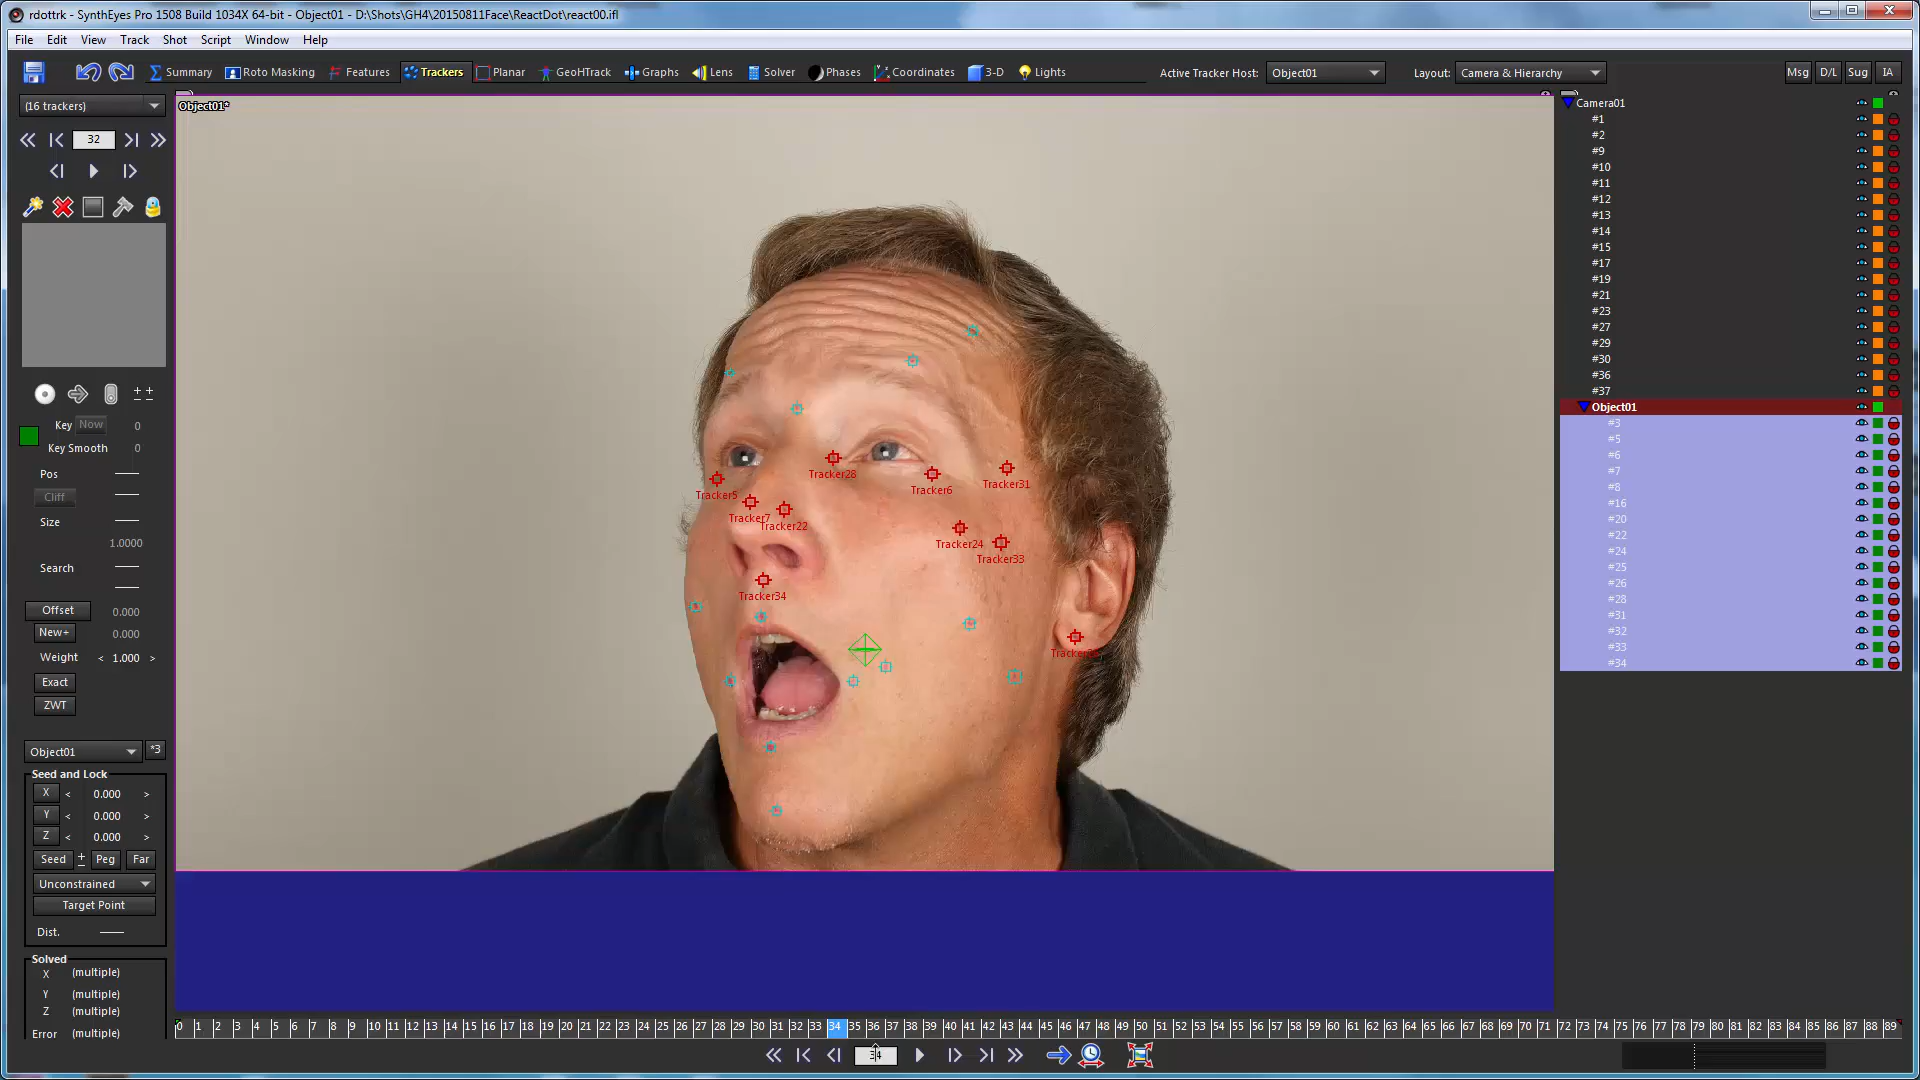 rdottrk - SynthEyes Pro 1508 Build 1034X 64-bit - Object01 - D:\Shots\GH4\20150811Face\ReactDot\react00.ifl
File Edit View Track Shot Script Window Help
Summary Roto Masking Features Trackers Planar GeoHTrack Graphs Lens Solver Phases Coordinates 3-D Lights Active Tracker Host: Object01 Layout: Camera & Hierarchy Msg D/L Sug IA
(16 trackers)
32
Key Now 0
Key Smooth 0
Pos
Cliff
Size
1.0000
Search
Offset 0.000
New+ 0.000
Weight < 1.000 >
Exact
ZWT
Object01 *3
Seed and Lock
X < 0.000 >
Y < 0.000 >
Z < 0.000 >
Seed + Peg Far
Unconstrained
Target Point
Dist.
Solved
X (multiple)
Y (multiple)
Z (multiple)
Error (multiple)
Object01*
Tracker28
Tracker6
Tracker31
Tracker5
Tracker7
Tracker22
Tracker24
Tracker33
Tracker34
Camera01
#1
#2
#9
#10
#11
#12
#13
#14
#15
#17
#19
#21
#23
#27
#29
#30
#36
#37
Object01
#3
#5
#6
#7
#8
#16
#20
#22
#24
#25
#26
#28
#31
#32
#33
#34
0 1 2 3 4 5 6 7 8 9 10 11 12 13 14 15 16 17 18 19 20 21 22 23 24 25 26 27 28 29 30 31 32 33 34 35 36 37 38 39 40 41 42 43 44 45 46 47 48 49 50 51 52 53 54 55 56 57 58 59 60 61 62 63 64 65 66 67 68 69 70 71 72 73 74 75 76 77 78 79 80 81 82 83 84 85 86 87 88 89
34